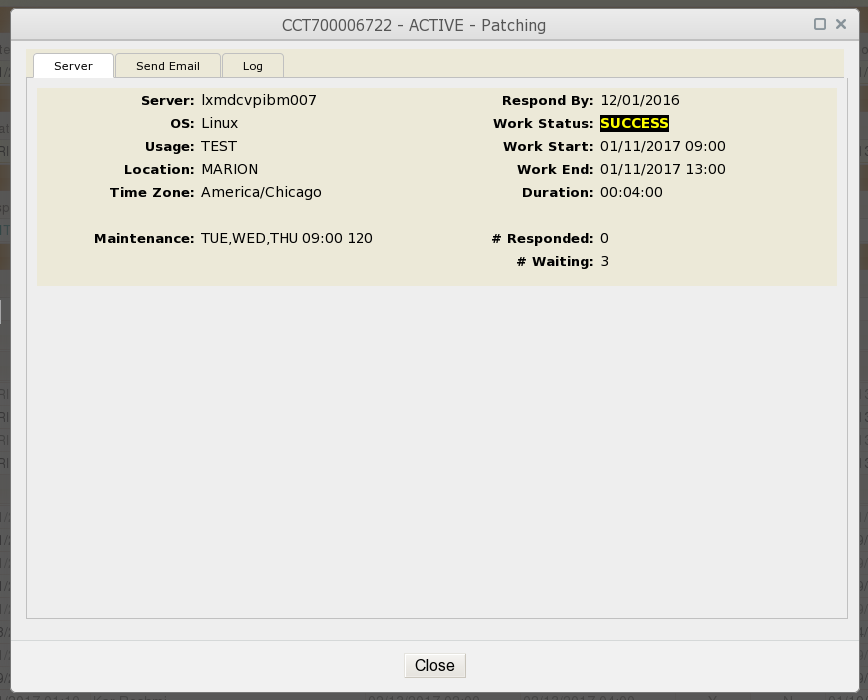 CCT700006722 - ACTIVE - Patching
Server Send Email Log
Server: lxmdcvpibm007 Respond By: 12/01/2016
OS: Linux Work Status: SUCCESS
Usage: TEST Work Start: 01/11/2017 09:00
Location: MARION Work End: 01/11/2017 13:00
Time Zone: America/Chicago Duration: 00:04:00
Maintenance: TUE,WED,THU 09:00 120 # Responded: 0
# Waiting: 3
Close